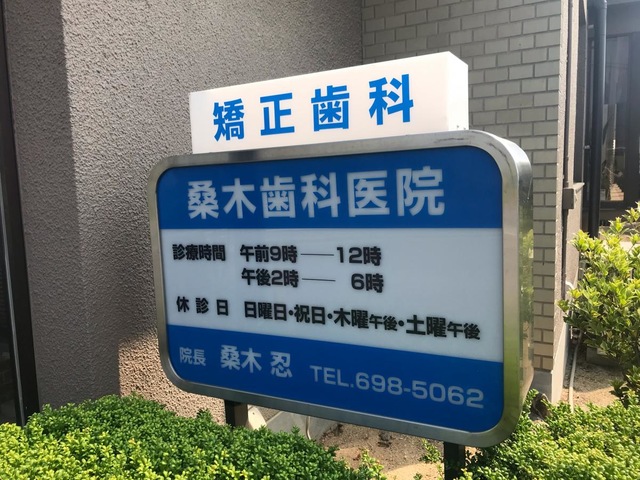 矯正歯科
桑木歯科医院
診療時間 午前9時──12時
午後2時── 6時
休診日 日曜日・祝日・木曜午後・土曜午後
院長 桑木 忍 TEL.698-5062